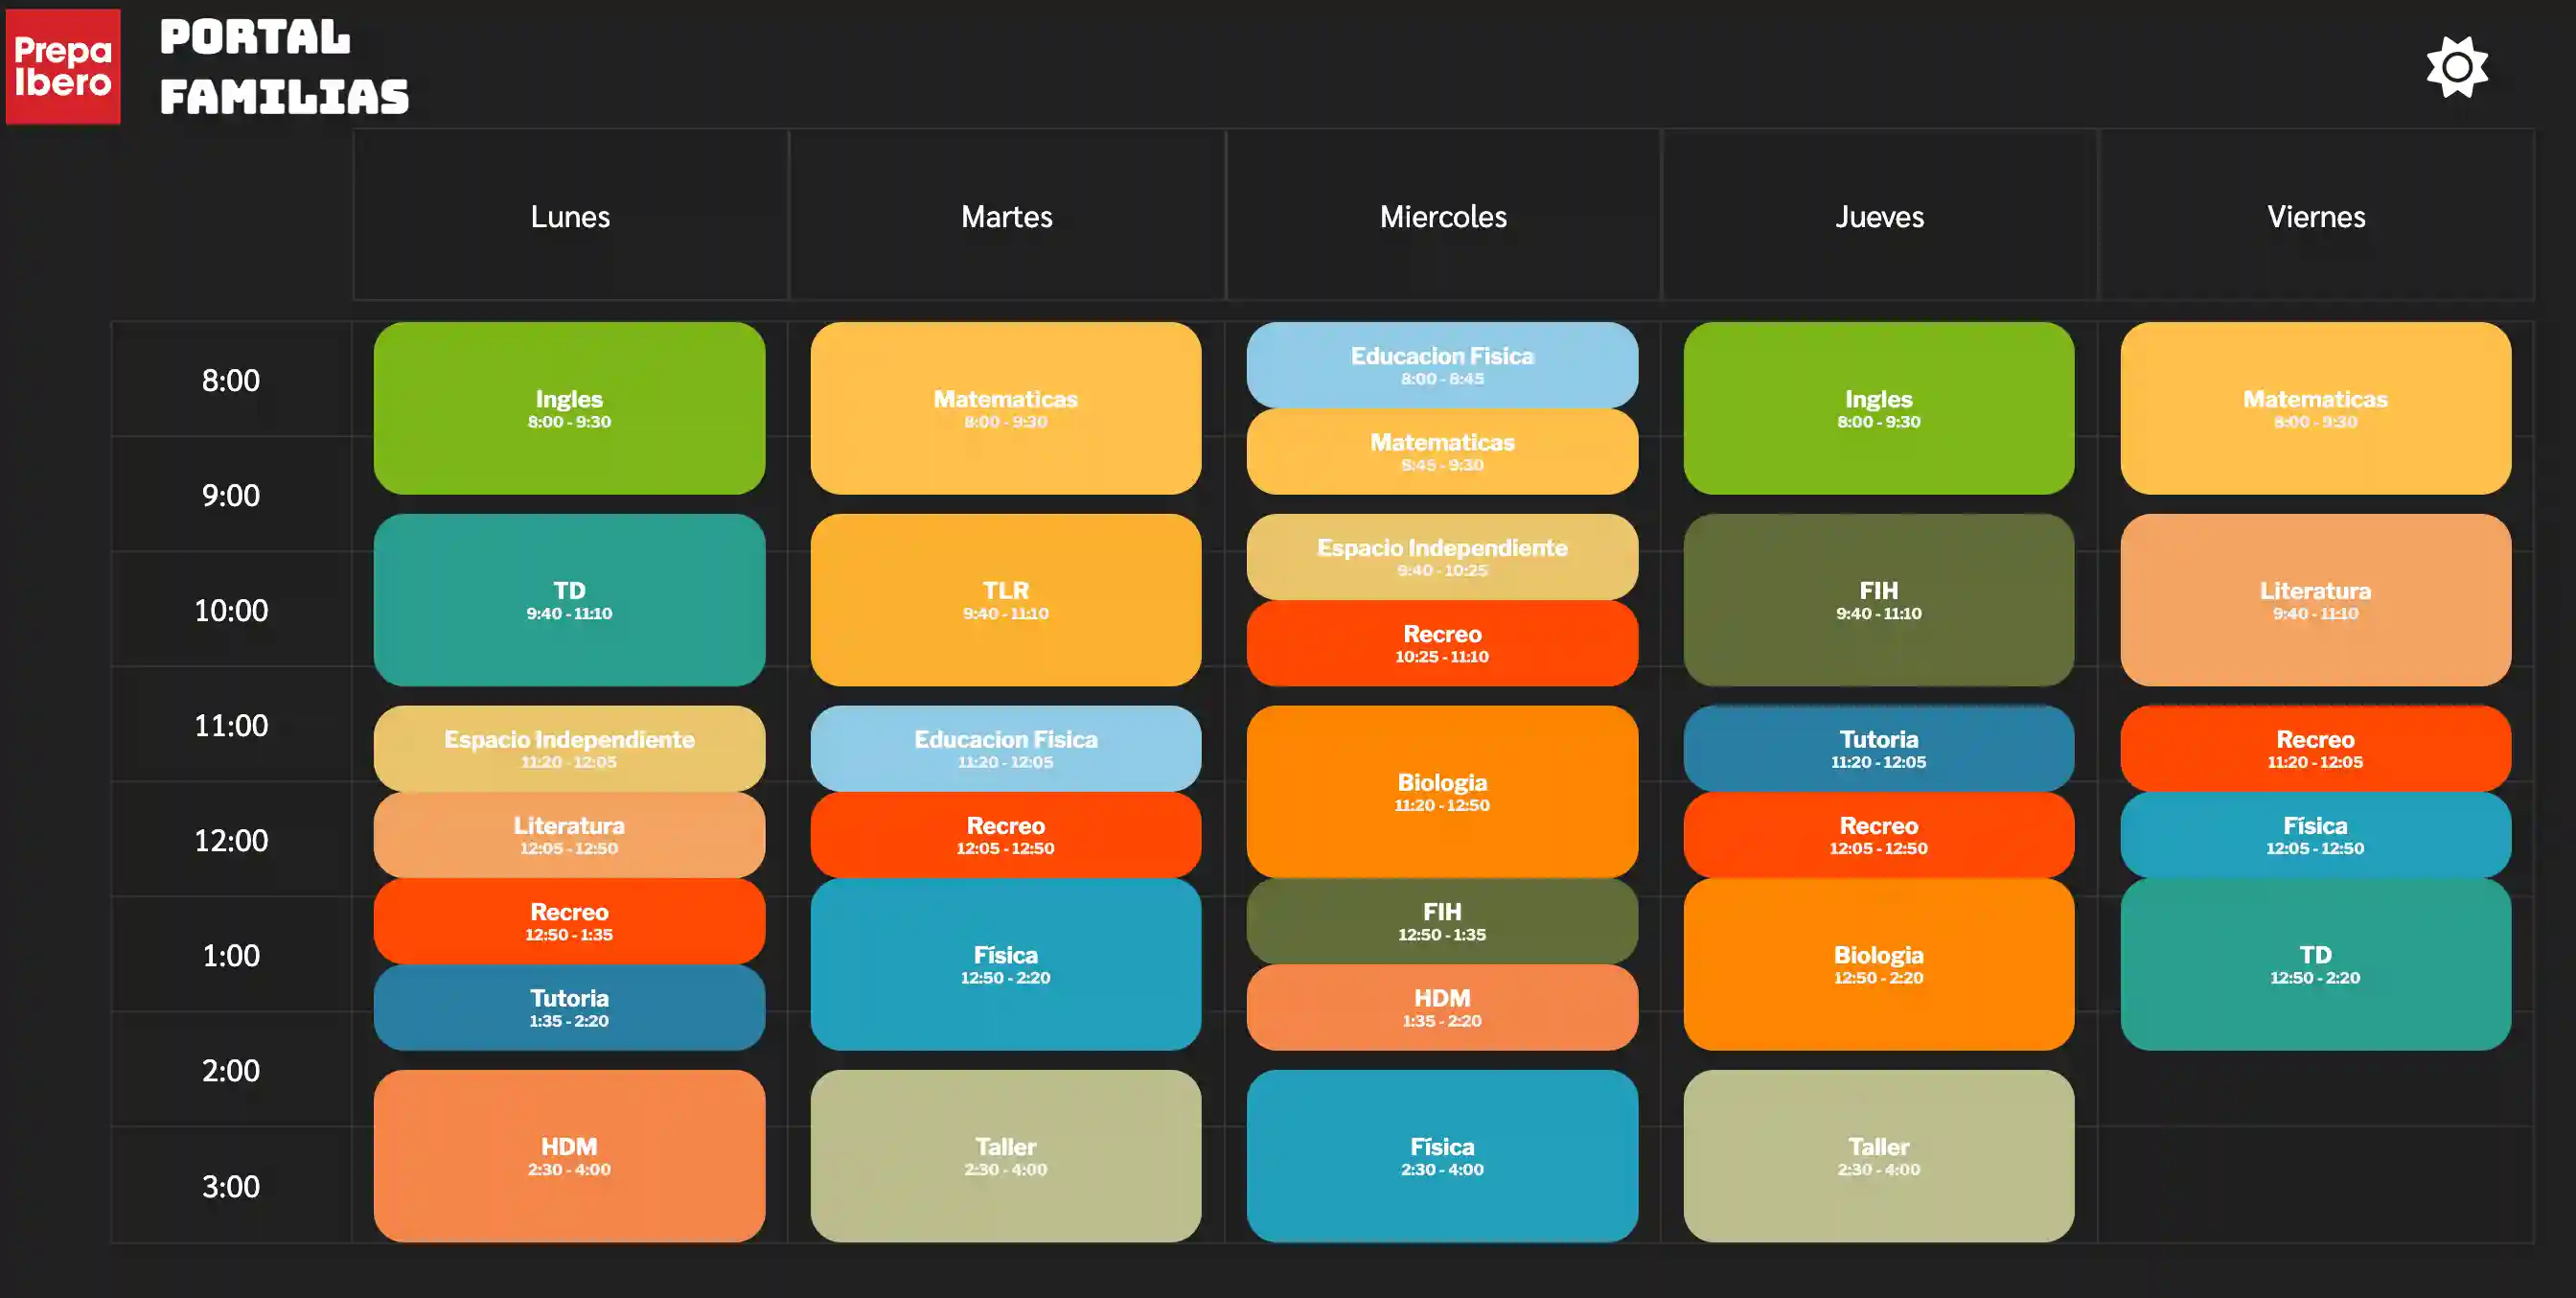 Prepa
Ibero
PORTAL
FAMILIAS
Lunes
Martes
Miercoles
Jueves
Viernes
8:00
9:00
10:00
11:00
12:00
1:00
2:00
3:00
Ingles
8:00 - 9:30
TD
9:40 - 11:10
Espacio Independiente
11:20 - 12:05
Literatura
12:05 - 12:50
Recreo
12:50 - 1:35
Tutoria
1:35 - 2:20
HDM
2:30 - 4:00
Matematicas
8:00 - 9:30
TLR
9:40 - 11:10
Educacion Fisica
11:20 - 12:05
Recreo
12:05 - 12:50
Física
12:50 - 2:20
Taller
2:30 - 4:00
Educacion Fisica
8:00 - 8:45
Matematicas
8:45 - 9:30
Espacio Independiente
9:40 - 10:25
Recreo
10:25 - 11:10
Biologia
11:20 - 12:50
FIH
12:50 - 1:35
HDM
1:35 - 2:20
Física
2:30 - 4:00
Ingles
8:00 - 9:30
FIH
9:40 - 11:10
Tutoria
11:20 - 12:05
Recreo
12:05 - 12:50
Biologia
12:50 - 2:20
Taller
2:30 - 4:00
Matematicas
8:00 - 9:30
Literatura
9:40 - 11:10
Recreo
11:20 - 12:05
Física
12:05 - 12:50
TD
12:50 - 2:20